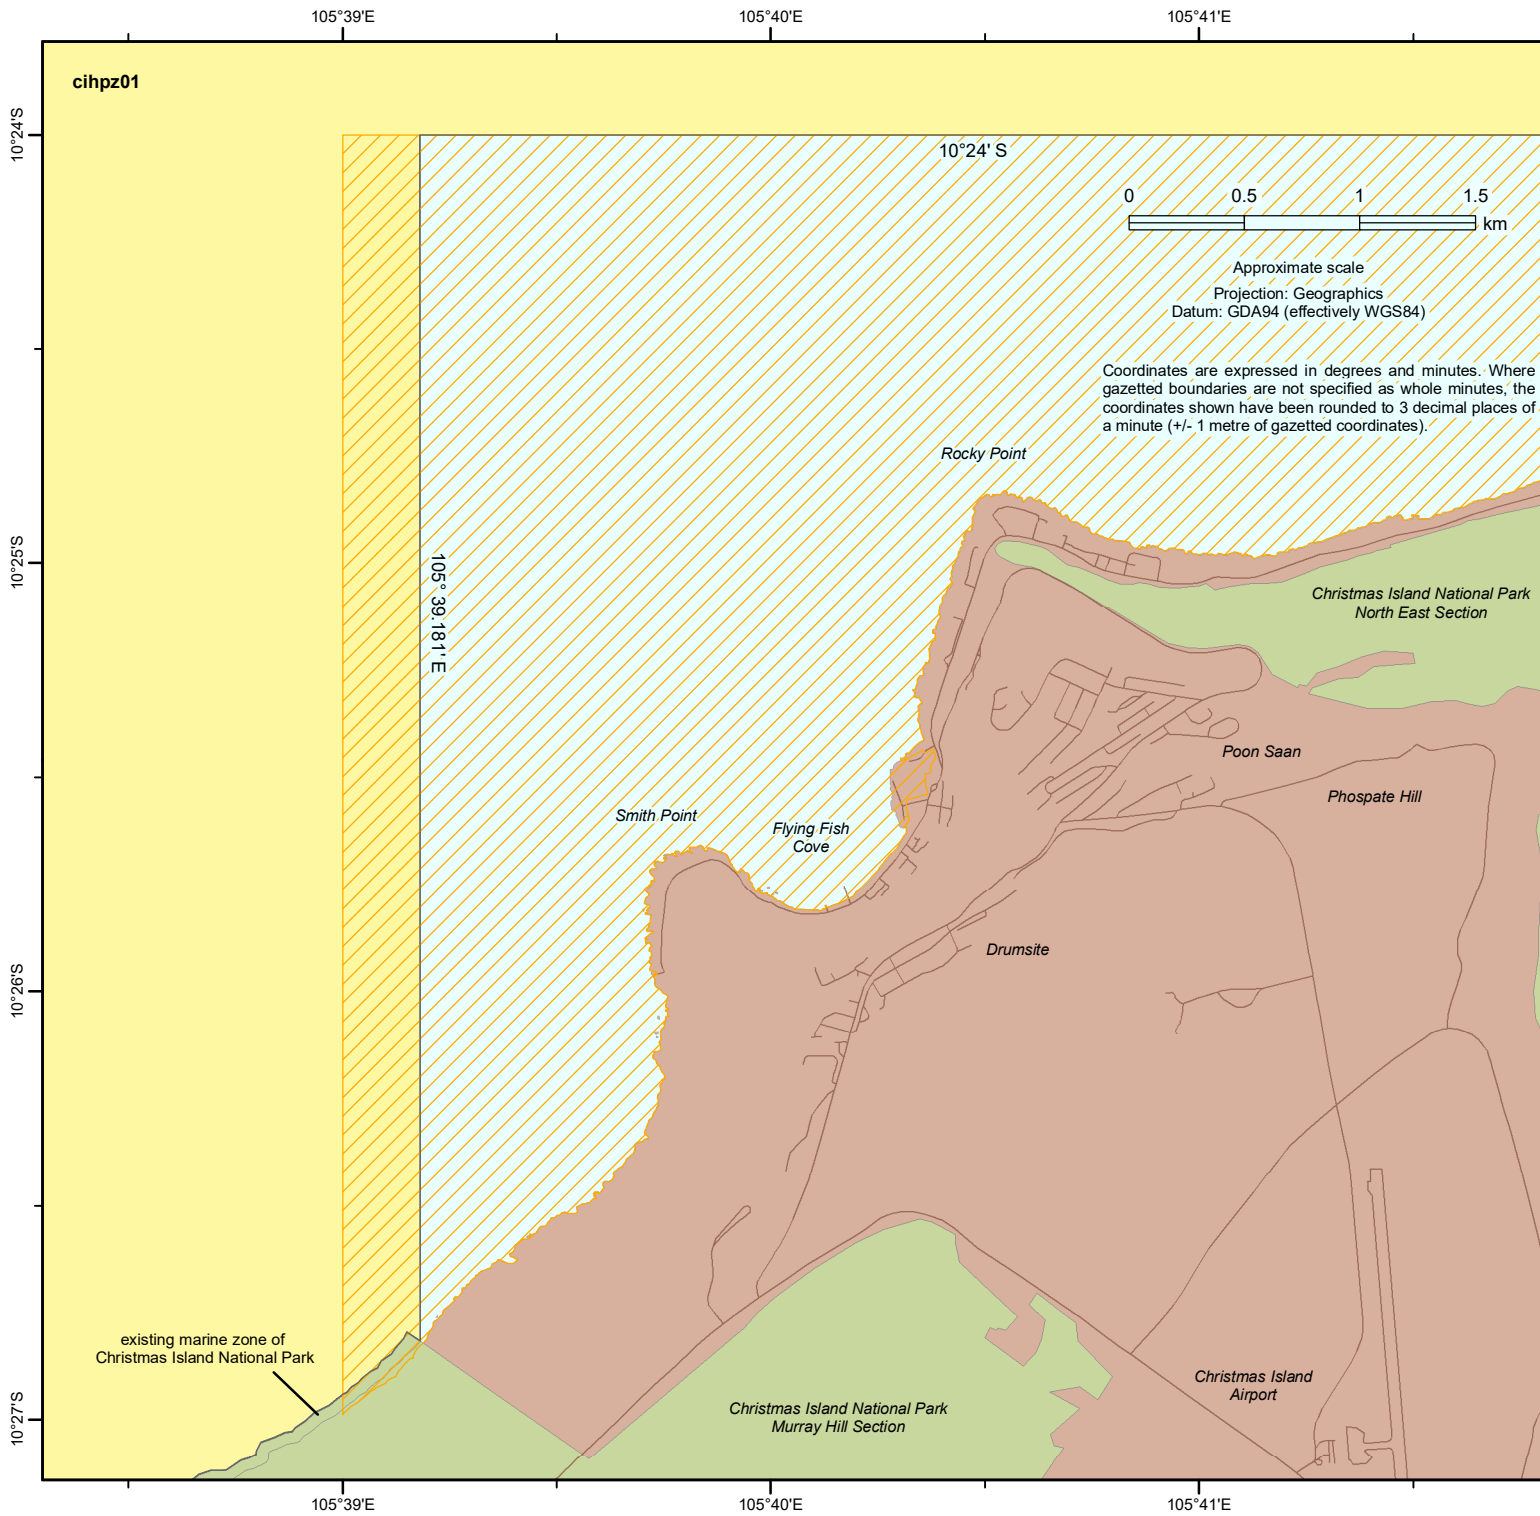 105°39'E
105°40'E
105°41'E
cihpz01
10°24'S
10°24' S
0
0.5
1
1.5
km
Approximate scale
Projection: Geographics
Datum: GDA94 (effectively WGS84)
Coordinates are expressed in degrees and minutes. Where
gazetted boundaries are not specified as whole minutes, the
coordinates shown have been rounded to 3 decimal places of
a minute (+/- 1 metre of gazetted coordinates).
Rocky Point
10°25'S
105° 39.181' E
Christmas Island National Park
North East Section
Poon Saan
Phospate Hill
Smith Point
Flying Fish
Cove
Drumsite
10°26'S
existing marine zone of
Christmas Island National Park
Christmas Island
Airport
Christmas Island National Park
Murray Hill Section
10°27'S
105°39'E
105°40'E
105°41'E